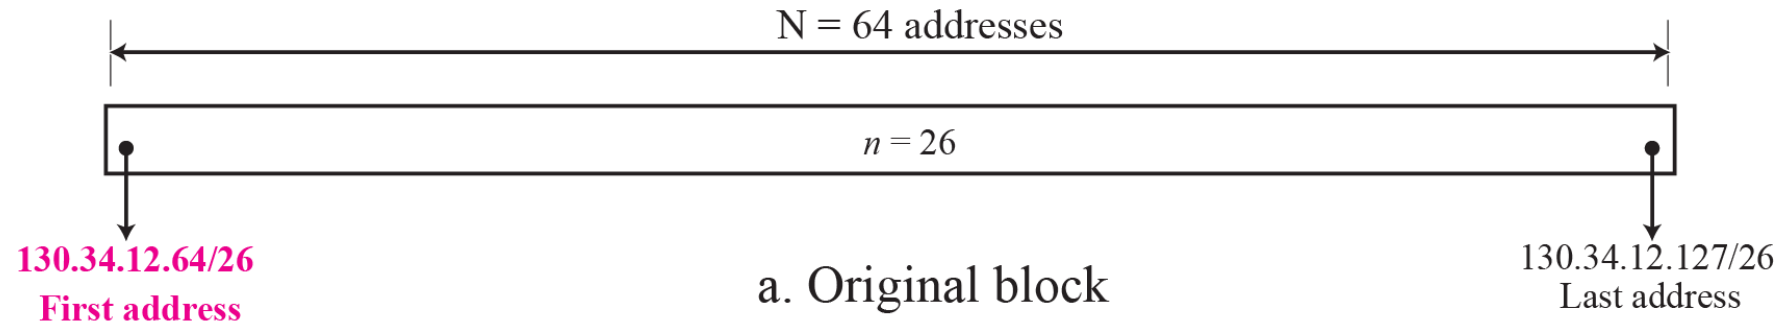 N = 64 addresses
n = 26
130.34.12.64/26
First address
a. Original block
130.34.12.127/26
Last address